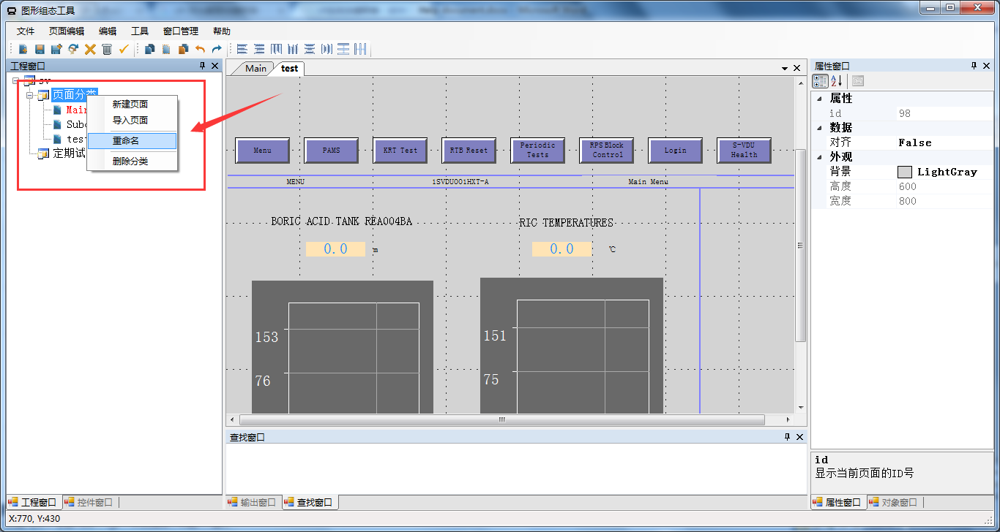 图形组态工具
文件 页面编辑 编辑 工具 窗口管理 帮助
工程窗口
sv
页面分类
Main
Subc
test
定期试
新建页面
导入页面
重命名
删除分类
工程窗口 控件窗口
Main test
Menu
PAMS
KRT Test
RTB Reset
Periodic
Tests
RPS Block
Control
Login
S-VDU
Health
MENU 1SVDU001HXT-A Main Menu
BORIC ACID TANK REA004BA
RIC TEMPERATURES
0.0 m
0.0 ℃
153
76
151
75
查找窗口
输出窗口 查找窗口
属性窗口
属性
id 98
数据
对齐 False
外观
背景 LightGray
高度 600
宽度 800
id
显示当前页面的ID号
属性窗口 对象窗口
X:770, Y:430